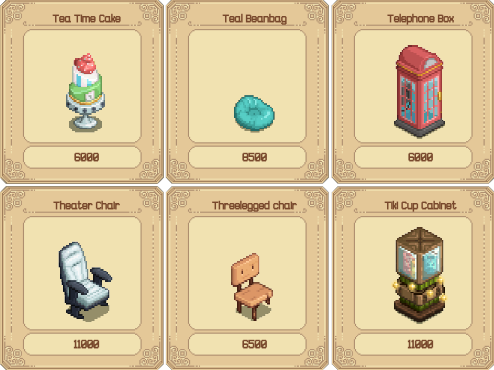 Tea Time Cake
Teal Beanbag
Telephone Box
6000
8500
6000
Theater Chair
Threelegged chair
Tiki Cup Cabinet
11000
6500
11000